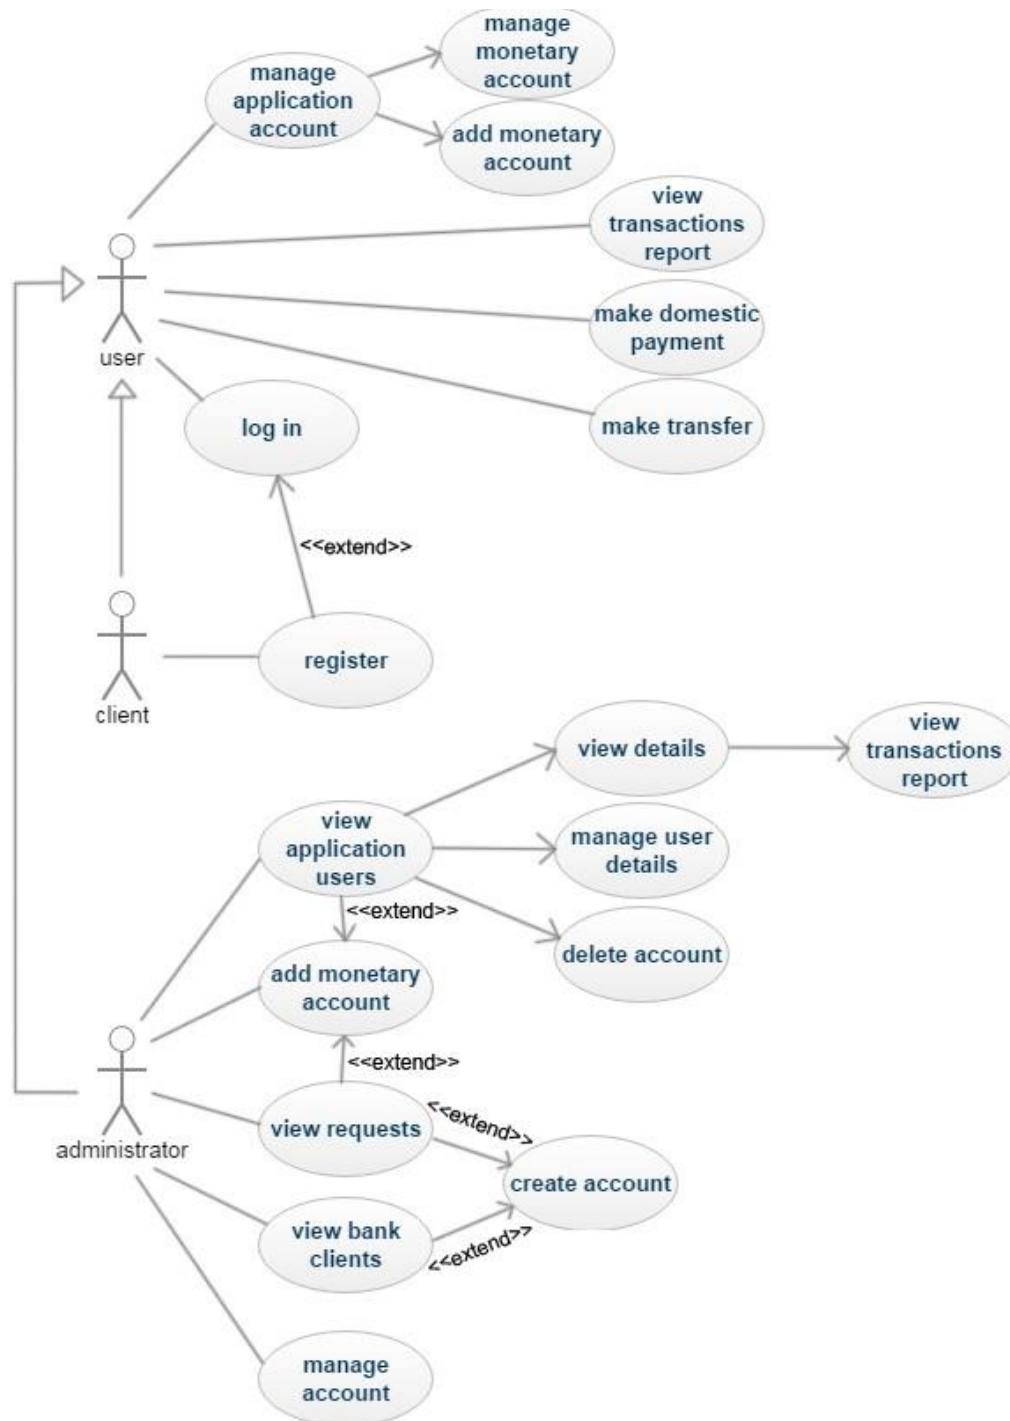 manage
monetary
account
manage
application
account
add monetary
account
view
transactions
report
make domestic
payment
user
log in
make transfer
<<extend>>
register
client
view details
view
transactions
report
view
application
users
manage user
details
<<extend>>
delete account
add monetary
account
<<extend>>
view requests
<<extend>>
administrator
create account
view bank
clients
<<extend>>
manage
account